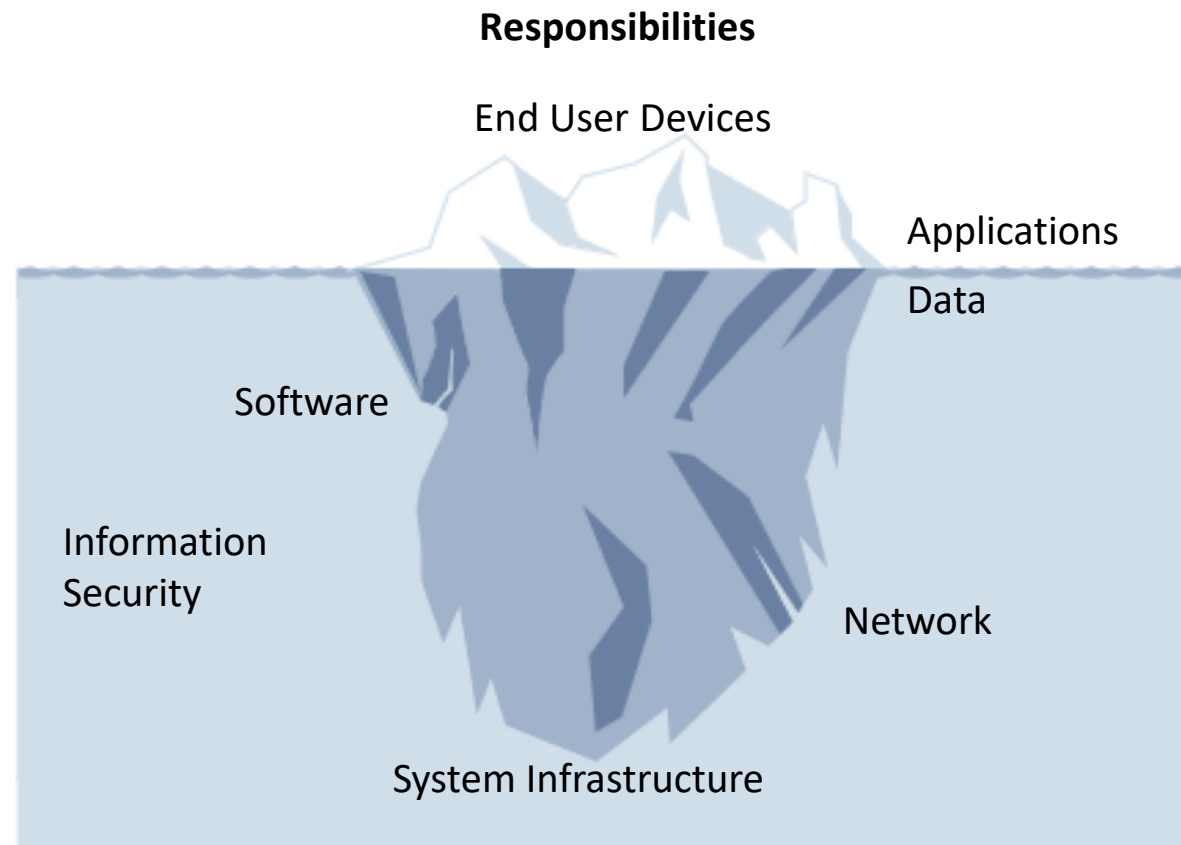 Responsibilities
End User Devices
Applications
Data
Software
Information
Security
Network
System Infrastructure